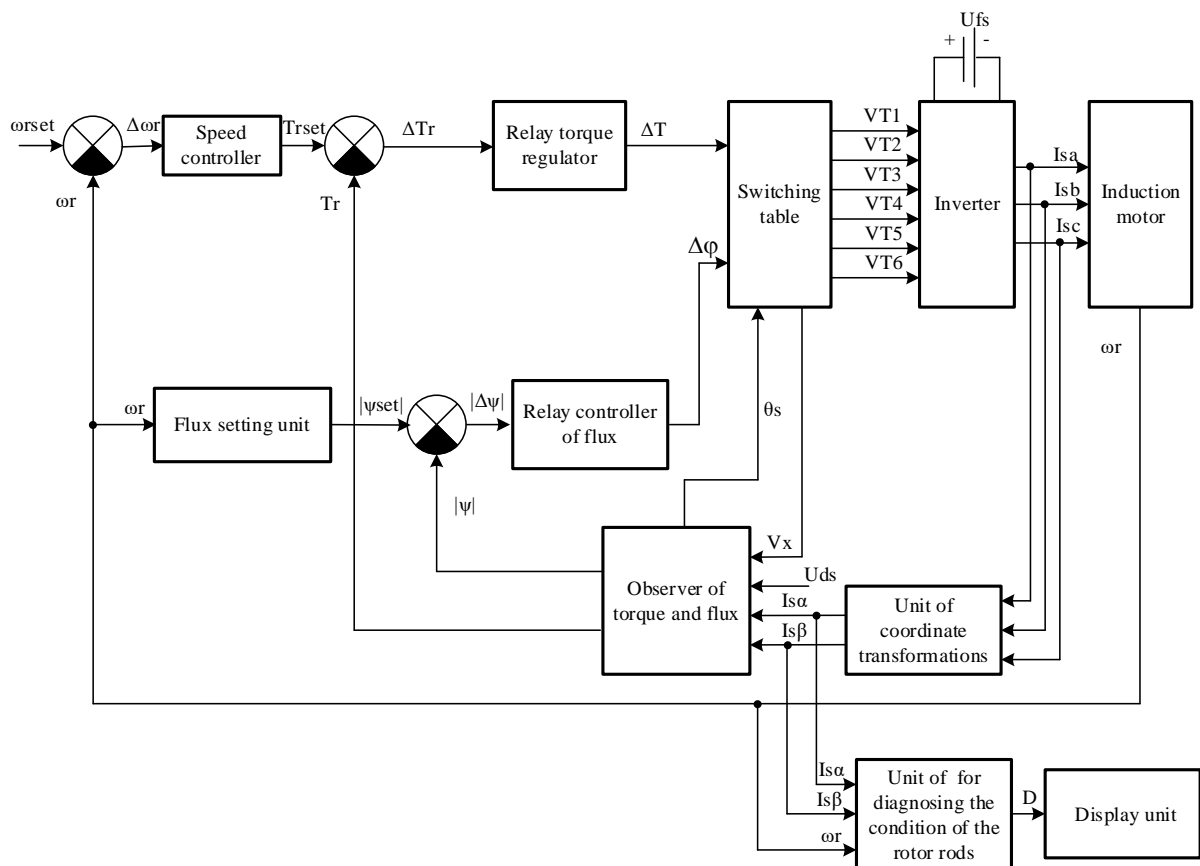 Ufs
+ -
ωrset
Δωr
Speed
controller
Trset
ΔTr
Relay torque
regulator
ΔT
Switching
table
VT1
VT2
VT3
VT4
VT5
VT6
Inverter
Isa
Isb
Isc
Induction
motor
ωr
Tr
Δφ
ωr
ωr
Flux setting unit
|ψset|
|Δψ|
Relay controller
of flux
θs
|ψ|
Observer of
torque and flux
Vx
Uds
Isα
Isβ
Unit of
coordinate
transformations
Isα
Isβ
ωr
Unit of for
diagnosing the
condition of the
rotor rods
D
Display unit